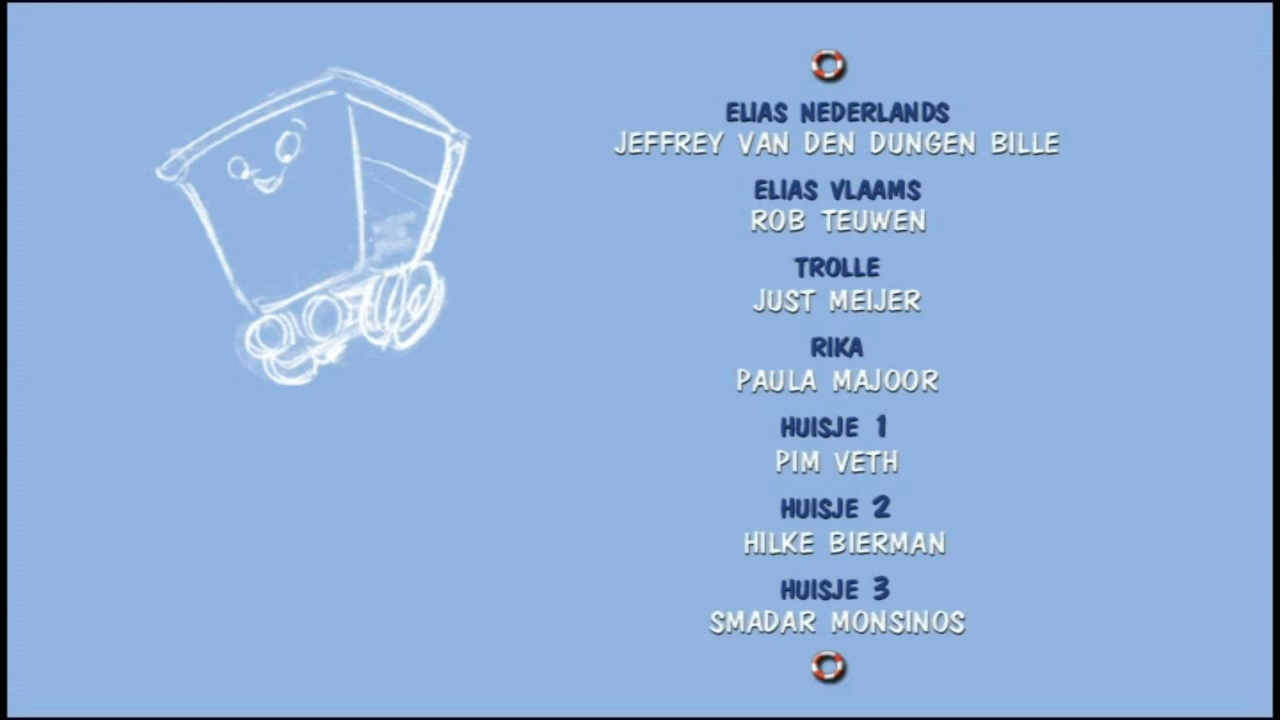 ELIAS NEDERLANDS
JEFFREY VAN DEN DUNGEN BILLE
ELIAS VLAAMS
ROB TEUWEN
TROLLE
JUST MEIJER
RIKA
PAULA MAJOOR
HUISJE 1
PIM VETH
HUISJE 2
HILKE BIERMAN
HUISJE 3
SMADAR MONSINOS